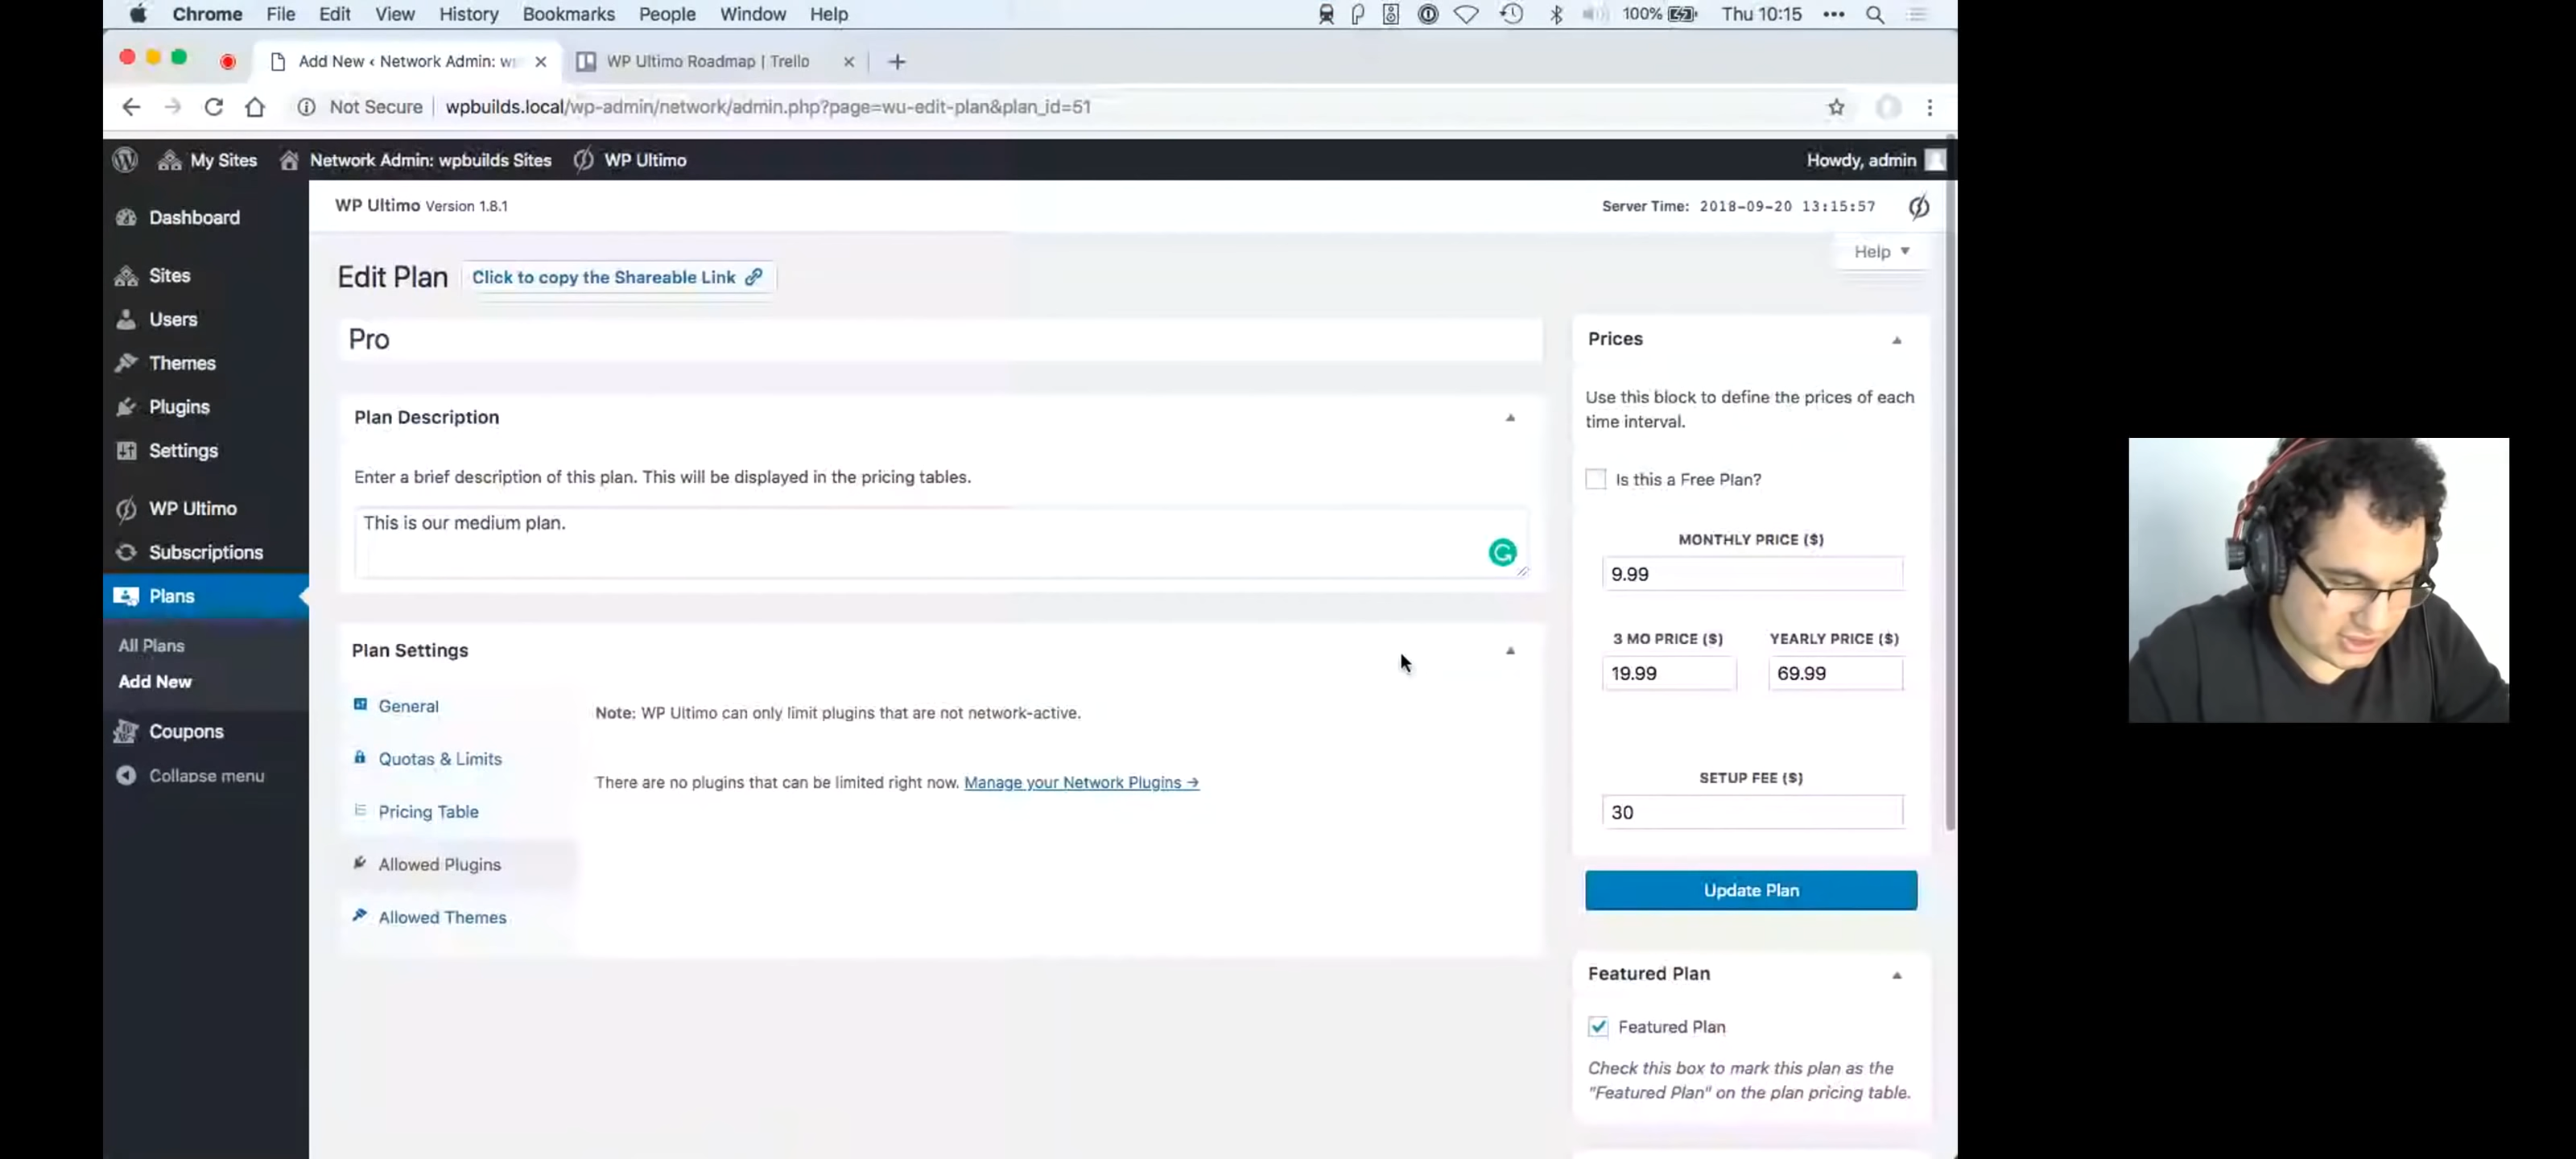 Chrome File Edit View History Bookmarks People Window Help 100% Thu 10:15
Add New ‹ Network Admin: w
WP Ultimo Roadmap | Trello
Not Secure wpbuilds.local/wp-admin/network/admin.php?page=wu-edit-plan&plan_id=51
My Sites Network Admin: wpbuilds Sites WP Ultimo Howdy, admin
Dashboard
Sites
Users
Themes
Plugins
Settings
WP Ultimo
Subscriptions
Plans
All Plans
Add New
Coupons
Collapse menu
WP Ultimo Version 1.8.1
Server Time: 2018-09-20 13:15:57
Help
Edit Plan
Click to copy the Shareable Link
Pro
Plan Description
Enter a brief description of this plan. This will be displayed in the pricing tables.
This is our medium plan.
Plan Settings
General
Quotas & Limits
Pricing Table
Allowed Plugins
Allowed Themes
Note: WP Ultimo can only limit plugins that are not network-active.
There are no plugins that can be limited right now. Manage your Network Plugins →
Prices
Use this block to define the prices of each
time interval.
Is this a Free Plan?
MONTHLY PRICE ($)
9.99
3 MO PRICE ($) YEARLY PRICE ($)
19.99 69.99
SETUP FEE ($)
30
Update Plan
Featured Plan
Featured Plan
Check this box to mark this plan as the
"Featured Plan" on the plan pricing table.